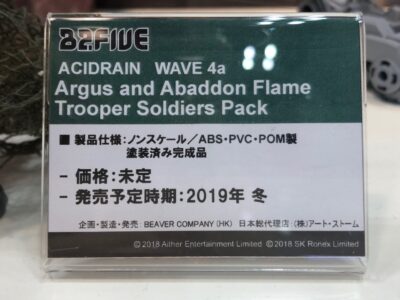 B2FIVE
ACIDRAIN WAVE 4a
Argus and Abaddon Flame
Trooper Soldiers Pack
■ 製品仕様:ノンスケール/ABS・PVC・POM製
塗装済み完成品
- 価格:未定
- 発売予定時期:2019年 冬
企画・製造・発売:BEAVER COMPANY(HK) 日本総代理店:(株)アート・ストーム
©2018 Aither Entertainment Limited ©2018 SK Ronex Limited